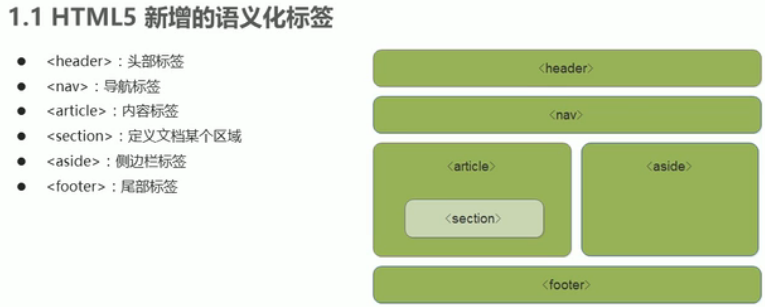 1.1 HTML5 新增的语义化标签
● <header>：头部标签
● <nav>：导航标签
● <article>：内容标签
● <section>：定义文档某个区域
● <aside>：侧边栏标签
● <footer>：尾部标签
<header>
<nav>
<article>
<aside>
<section>
<footer>